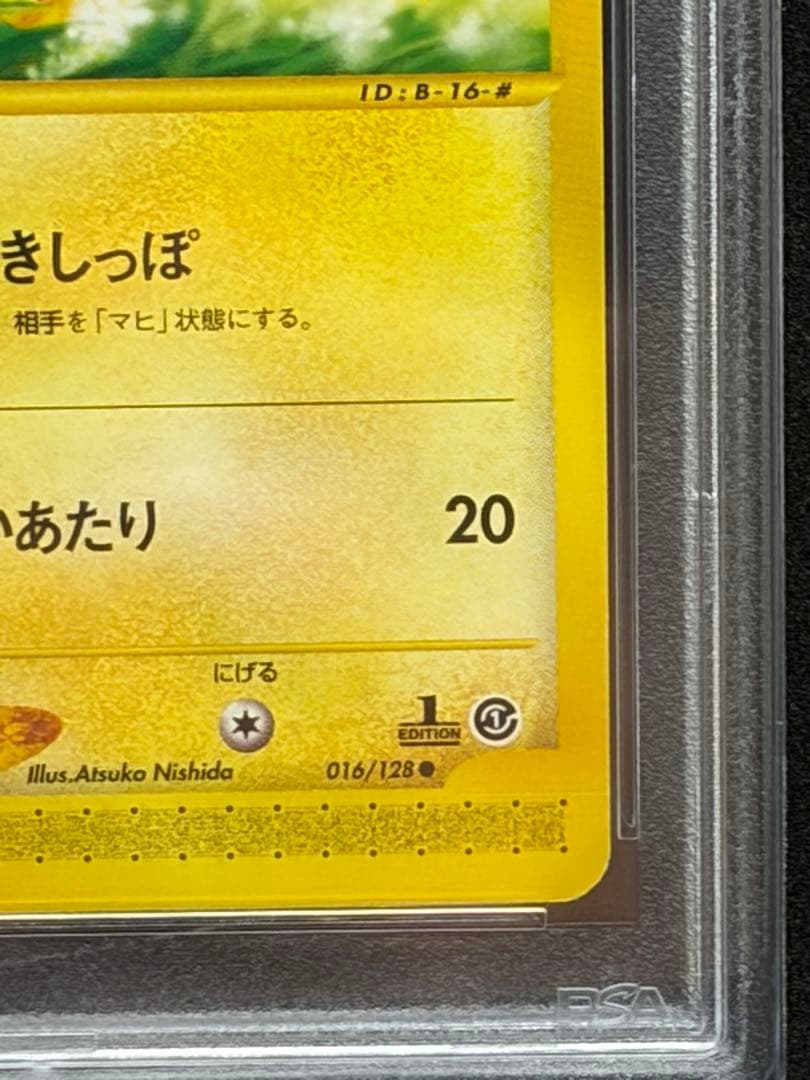 ID:B-16-#
きしっぽ
相手を「マヒ」状態にする。
いあたり 20
にげる
1
EDITION
Illus.Atsuko Nishida 016/128●
PSA